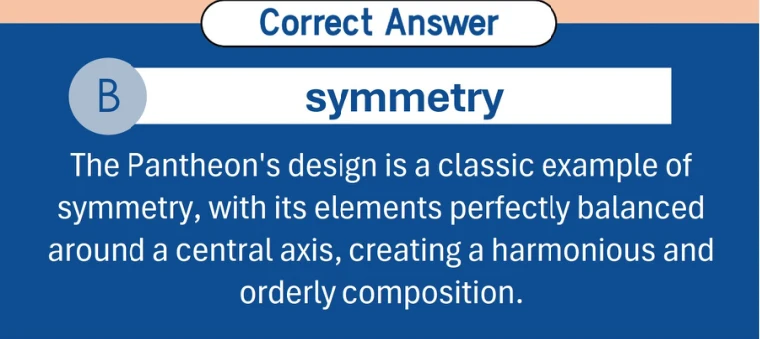 Correct Answer
B
symmetry
The Pantheon's design is a classic example of
symmetry, with its elements perfectly balanced
around a central axis, creating a harmonious and
orderly composition.